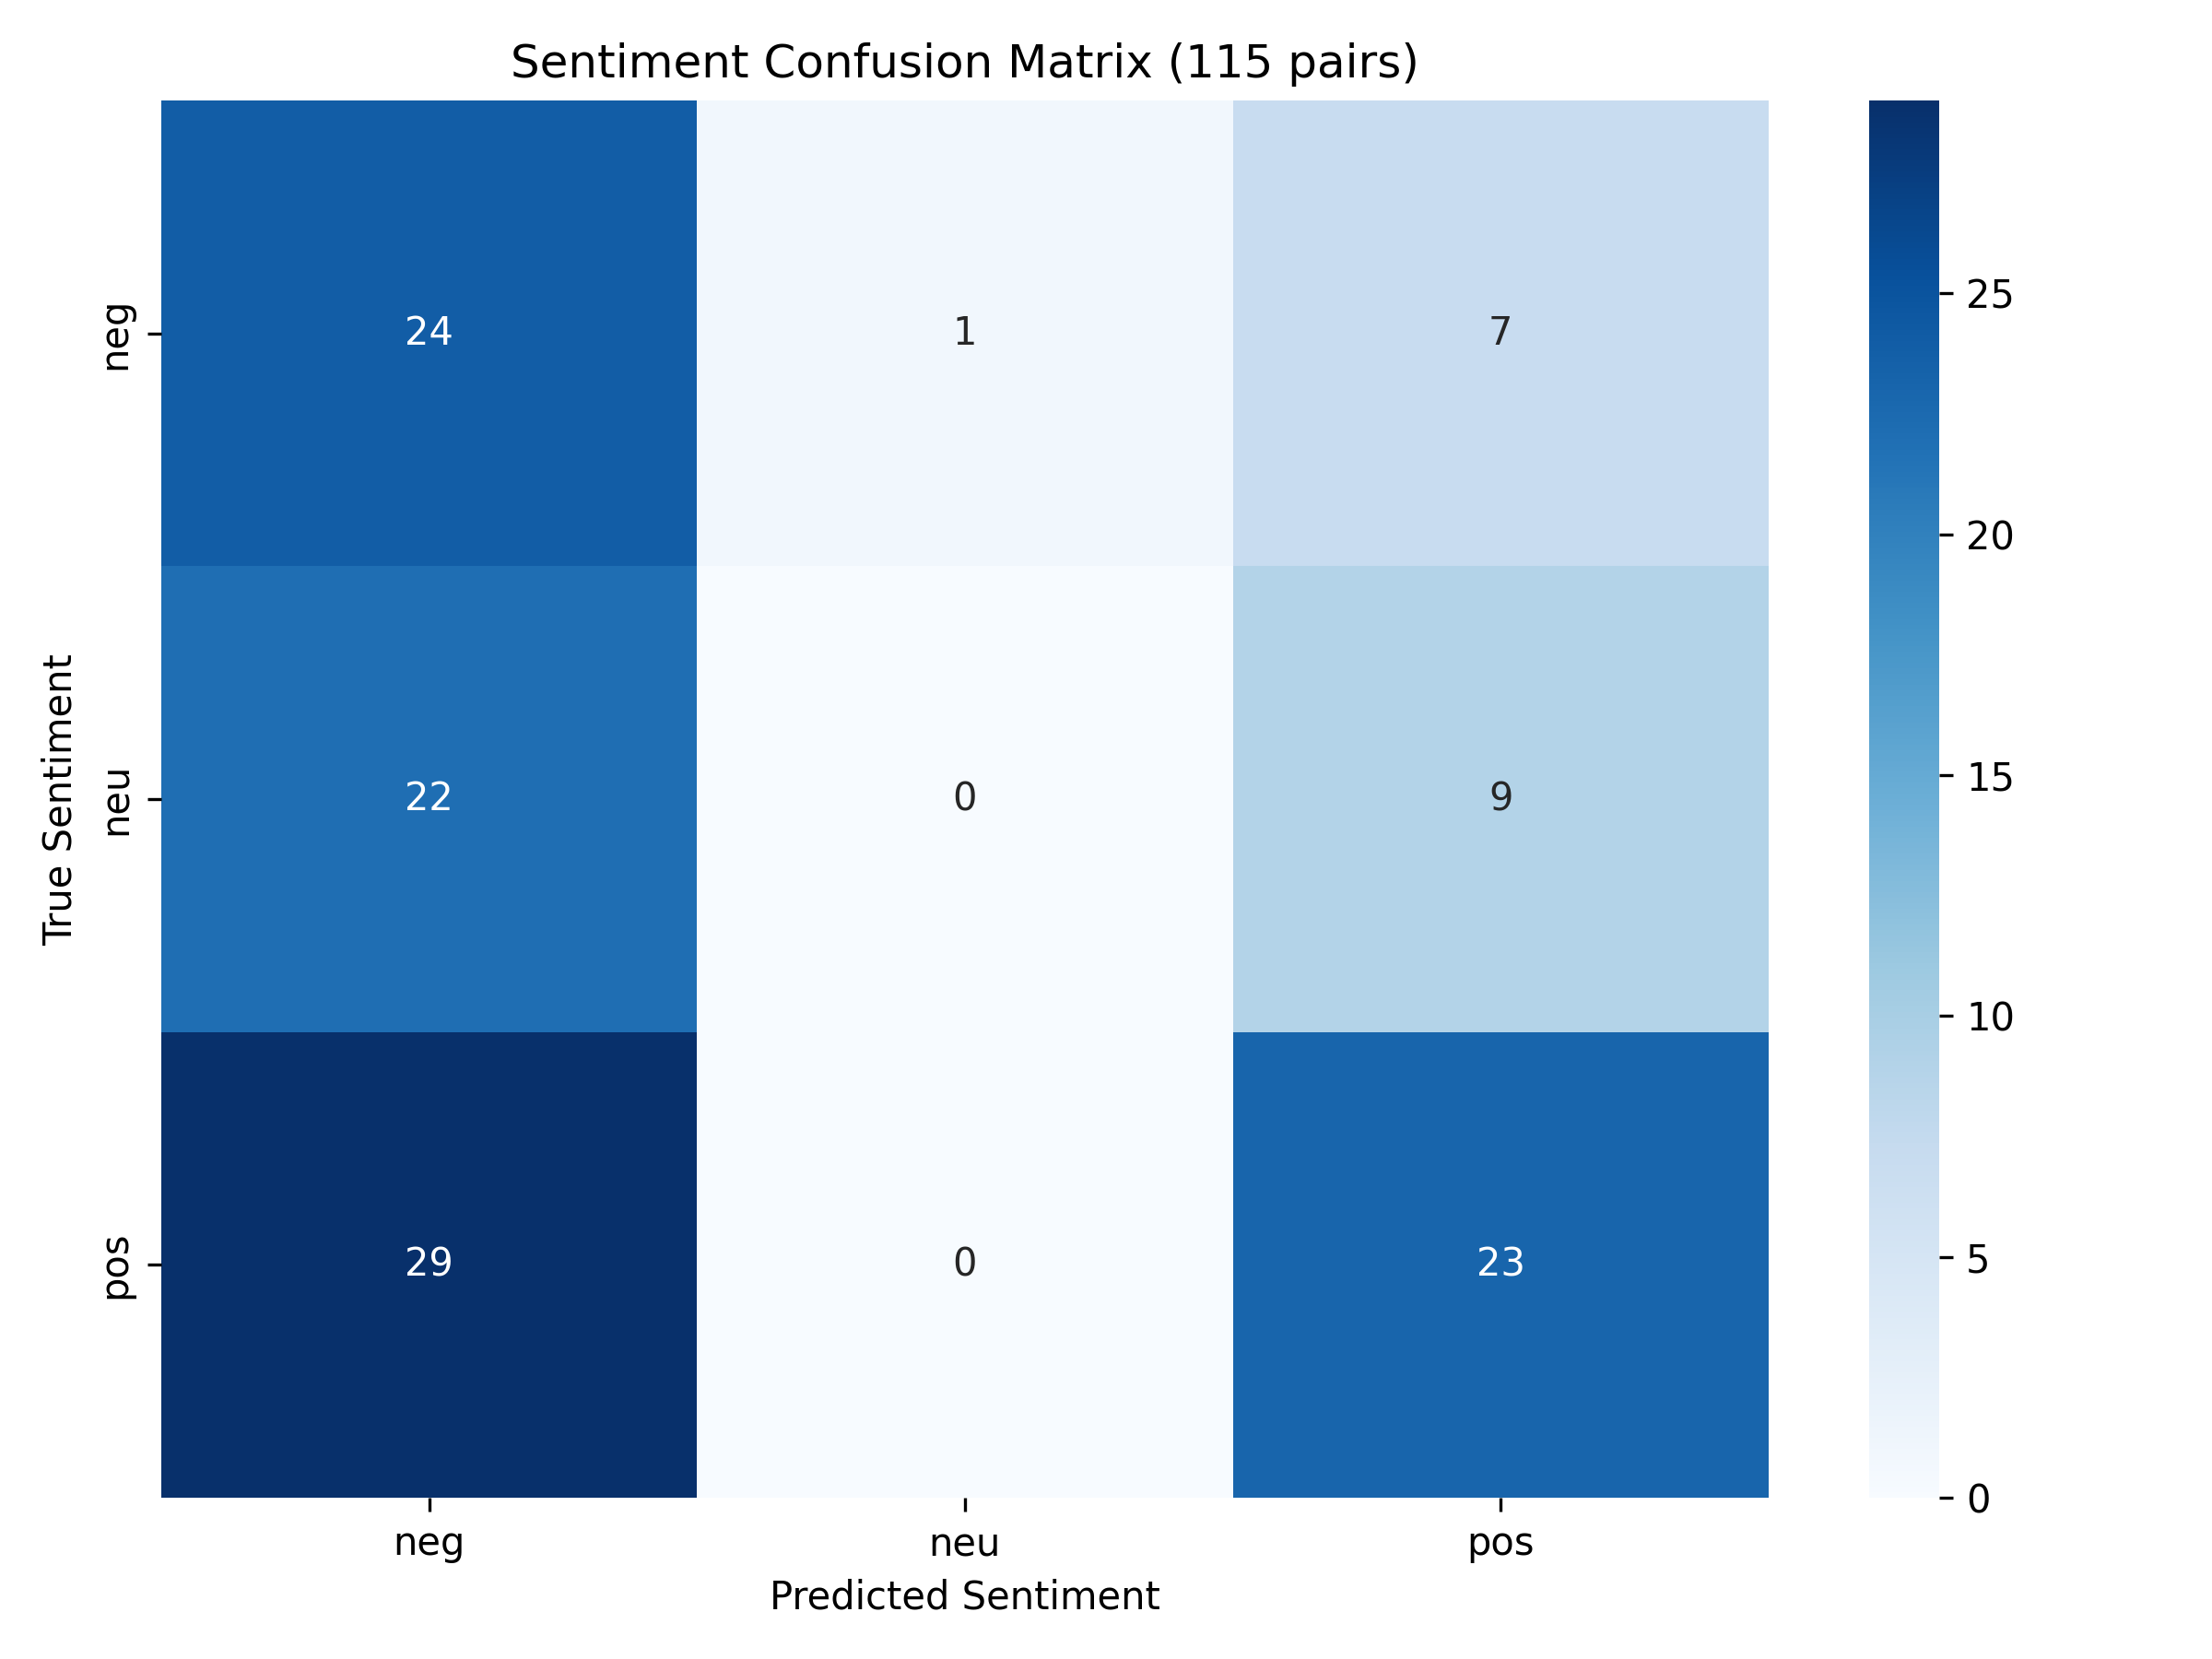 Sentiment Confusion Matrix (115 pairs)
True Sentiment
neg
24 1 7
neu
22 0 9
pos
29 0 23
neg neu pos
Predicted Sentiment
25
20
15
10
5
0